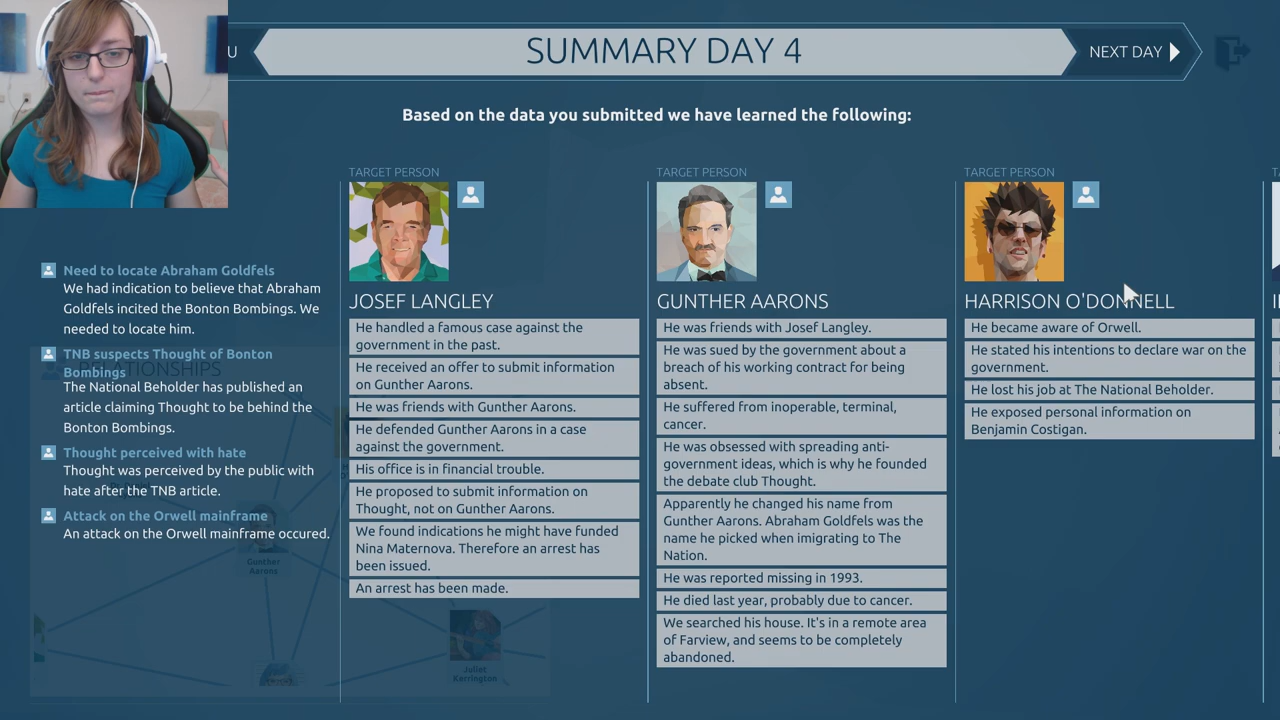 U
SUMMARY DAY 4
NEXT DAY
Based on the data you submitted we have learned the following:
Need to locate Abraham Goldfels
We had indication to believe that Abraham
Goldfels incited the Bonton Bombings. We
needed to locate him.
TNB suspects Thought of Bonton
Bombings
The National Beholder has published an
article claiming Thought to be behind the
Bonton Bombings.
Thought perceived with hate
Thought was perceived by the public with
hate after the TNB article.
Attack on the Orwell mainframe
An attack on the Orwell mainframe occured.
RELATIONSHIPS
Gunther
Aarons
Juliet
Kerrington
TARGET PERSON
JOSEF LANGLEY
He handled a famous case against the
government in the past.
He received an offer to submit information
on Gunther Aarons.
He was friends with Gunther Aarons.
He defended Gunther Aarons in a case
against the government.
His office is in financial trouble.
He proposed to submit information on
Thought, not on Gunther Aarons.
We found indications he might have funded
Nina Maternova. Therefore an arrest has
been issued.
An arrest has been made.
TARGET PERSON
GUNTHER AARONS
He was friends with Josef Langley.
He was sued by the government about a
breach of his working contract for being
absent.
He suffered from inoperable, terminal,
cancer.
He was obsessed with spreading anti-
government ideas, which is why he founded
the debate club Thought.
Apparently he changed his name from
Gunther Aarons. Abraham Goldfels was the
name he picked when imigrating to The
Nation.
He was reported missing in 1993.
He died last year, probably due to cancer.
We searched his house. It's in a remote area
of Farview, and seems to be completely
abandoned.
TARGET PERSON
HARRISON O'DONNELL
He became aware of Orwell.
He stated his intentions to declare war on the
government.
He lost his job at The National Beholder.
He exposed personal information on
Benjamin Costigan.